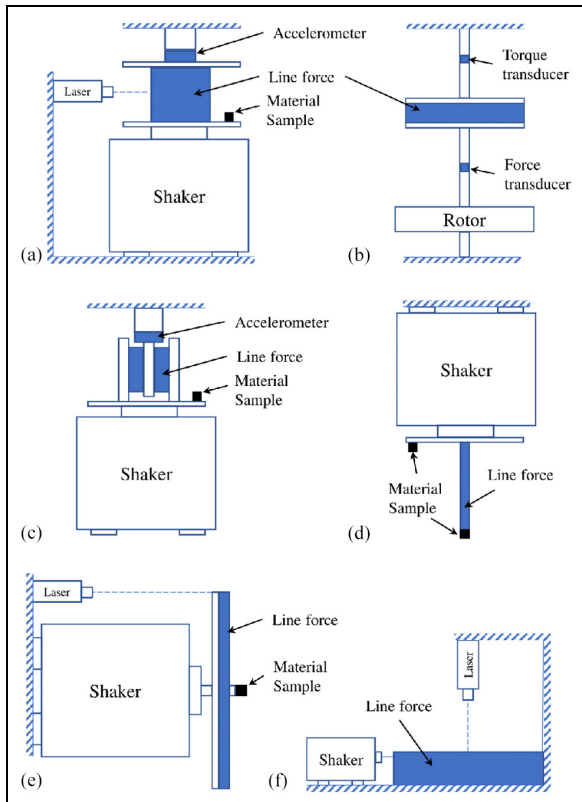 Accelerometer
Laser
Line force
Material
Sample
Shaker
(a)
Torque
transducer
Force
transducer
Rotor
(b)
Accelerometer
Line force
Material
Sample
Shaker
(c)
Shaker
Material
Sample
Line force
(d)
Laser
Line force
Shaker
Material
Sample
(e)
Laser
Line force
Shaker
(f)